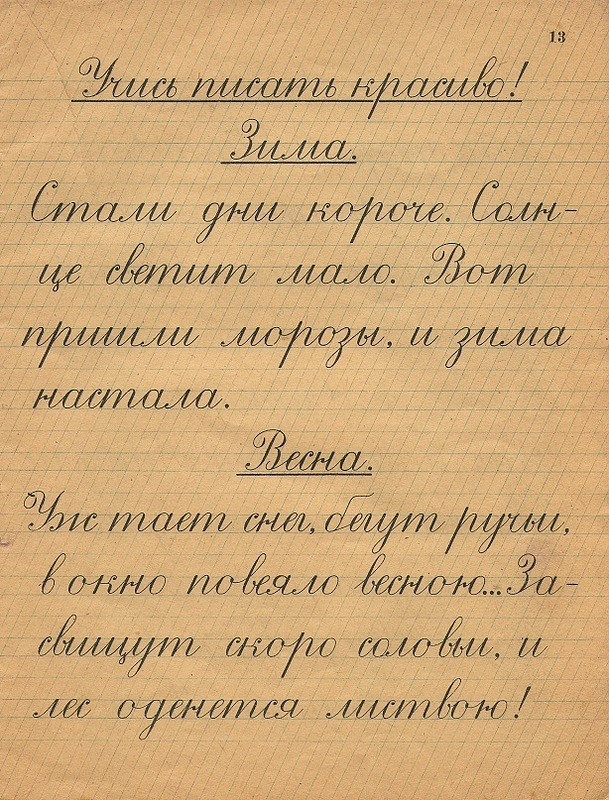 13
Учись писать красиво!
Зима.
Стали дни короче. Солн-
це светит мало. Вот
пришли морозы, и зима
настала.
Весна.
Уж тает снег, бегут ручьи,
в окно повеяло весною... За-
свищут скоро соловьи, и
лес оденется листвою!